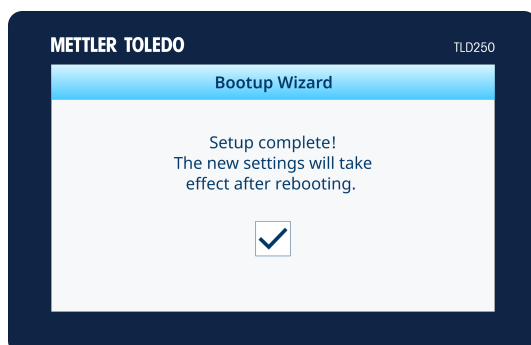 METTLER TOLEDO
TLD250
Bootup Wizard
Setup complete!
The new settings will take
effect after rebooting.